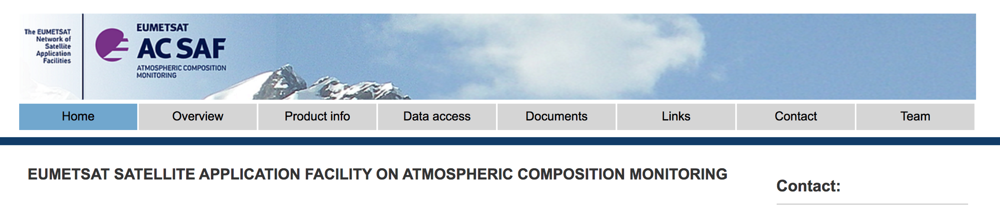 The EUMETSAT
Network of
Satellite
Application
Facilities
EUMETSAT
AC SAF
ATMOSPHERIC COMPOSITION
MONITORING
Home Overview Product info Data access Documents Links Contact Team
EUMETSAT SATELLITE APPLICATION FACILITY ON ATMOSPHERIC COMPOSITION MONITORING
Contact: